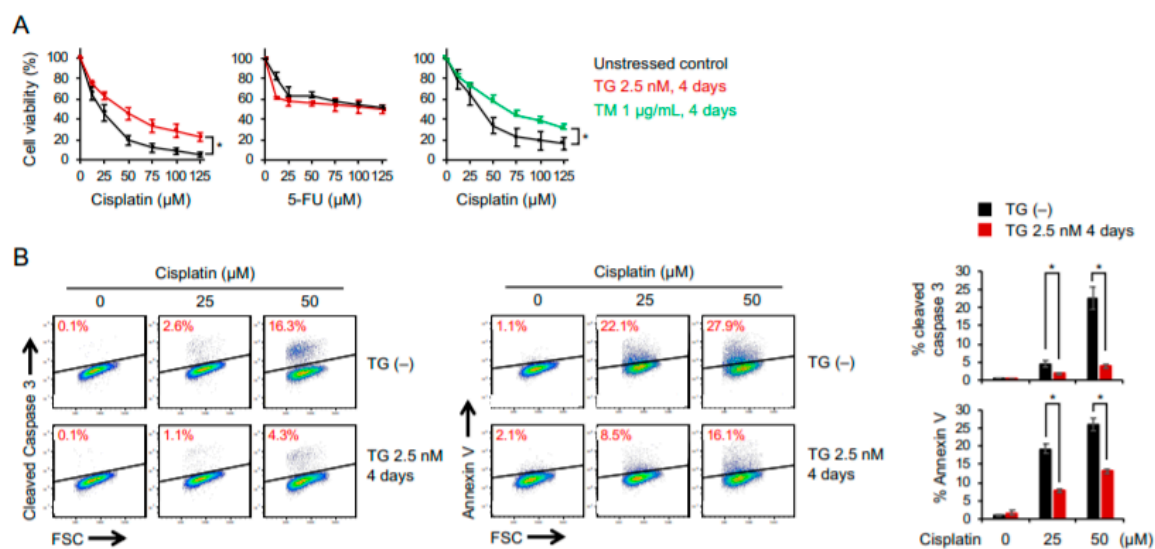 A
Cell viability (%)
100
80
60
40
20
0
0 25 50 75 100 125
Cisplatin (µM)
*
100
80
60
40
20
0
0 25 50 75 100 125
5-FU (µM)
100
80
60
40
20
0
0 25 50 75 100 125
Cisplatin (µM)
*
Unstressed control
TG 2.5 nM, 4 days
TM 1 µg/mL, 4 days
B
Cisplatin (µM)
0 25 50
0.1% 2.6% 16.3%
TG (–)
0.1% 1.1% 4.3%
TG 2.5 nM
4 days
Cleaved Caspase 3
FSC
Cisplatin (µM)
0 25 50
1.1% 22.1% 27.9%
TG (–)
2.1% 8.5% 16.1%
TG 2.5 nM
4 days
Annexin V
FSC
TG (–)
TG 2.5 nM 4 days
% cleaved
caspase 3
30
25
20
15
10
5
0
* *
% Annexin V
30
25
20
15
10
5
0
* *
Cisplatin 0 25 50 (µM)